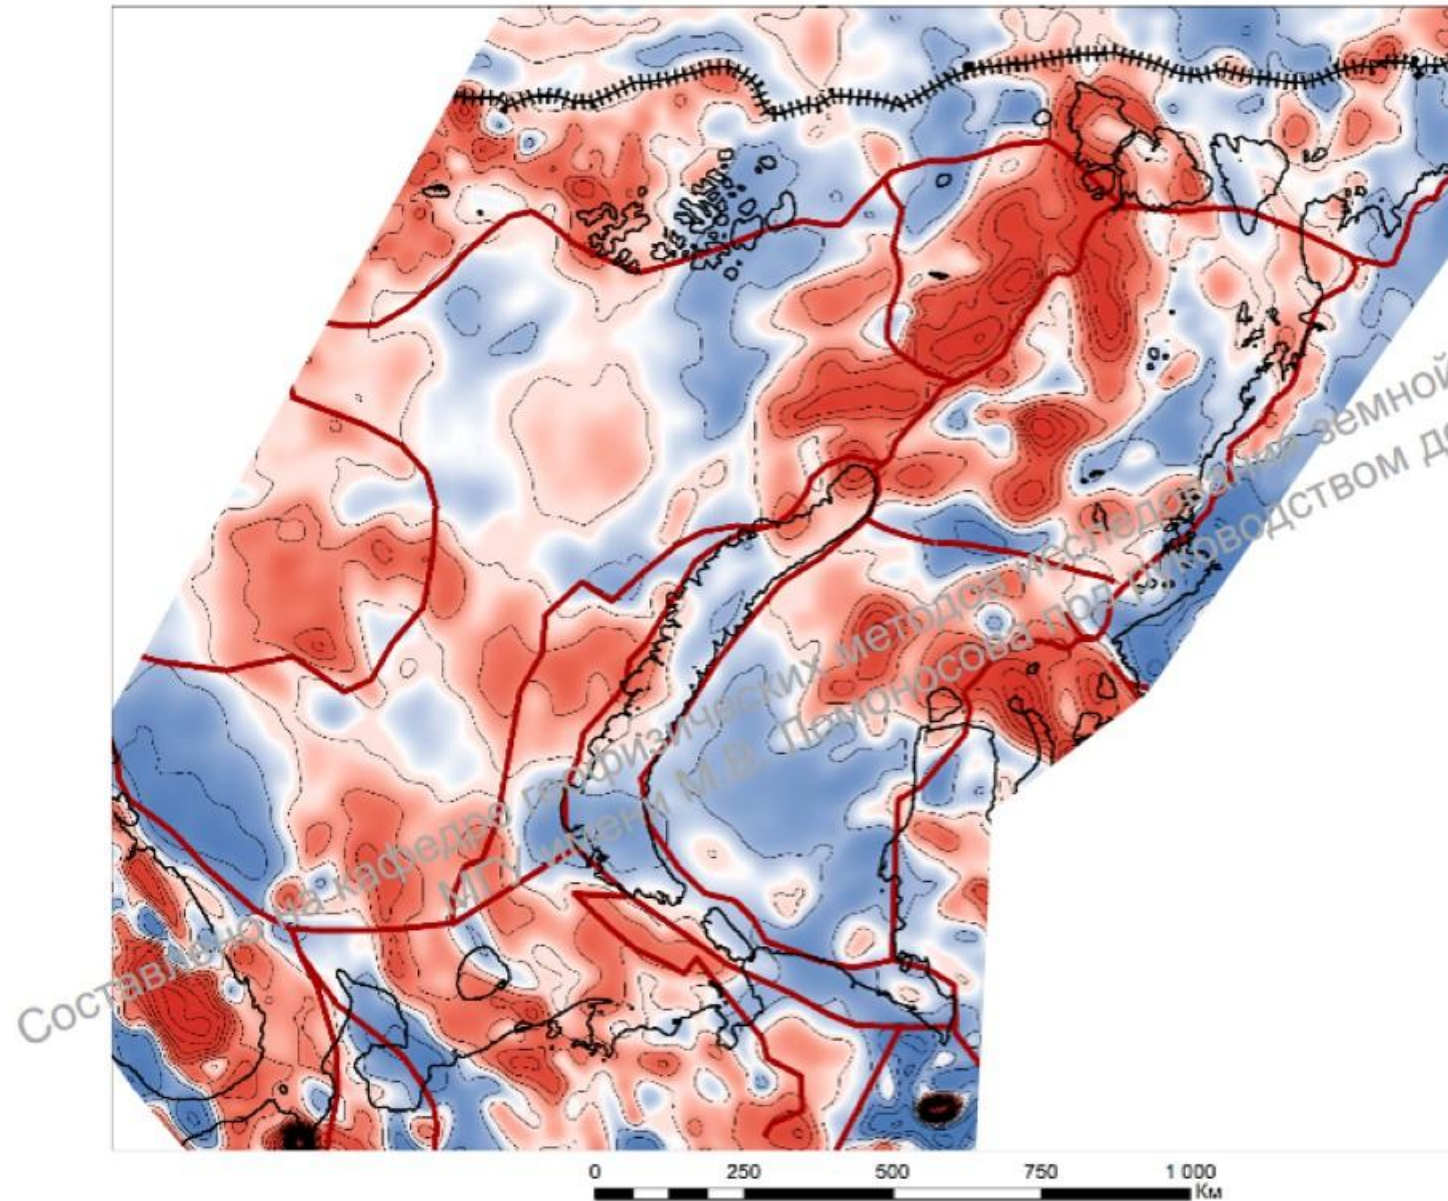 Составлено на кафедре геофизических методов исследования земной
МГУ имени М.В. Ломоносова под руководством до
0 250 500 750 1 000
Км